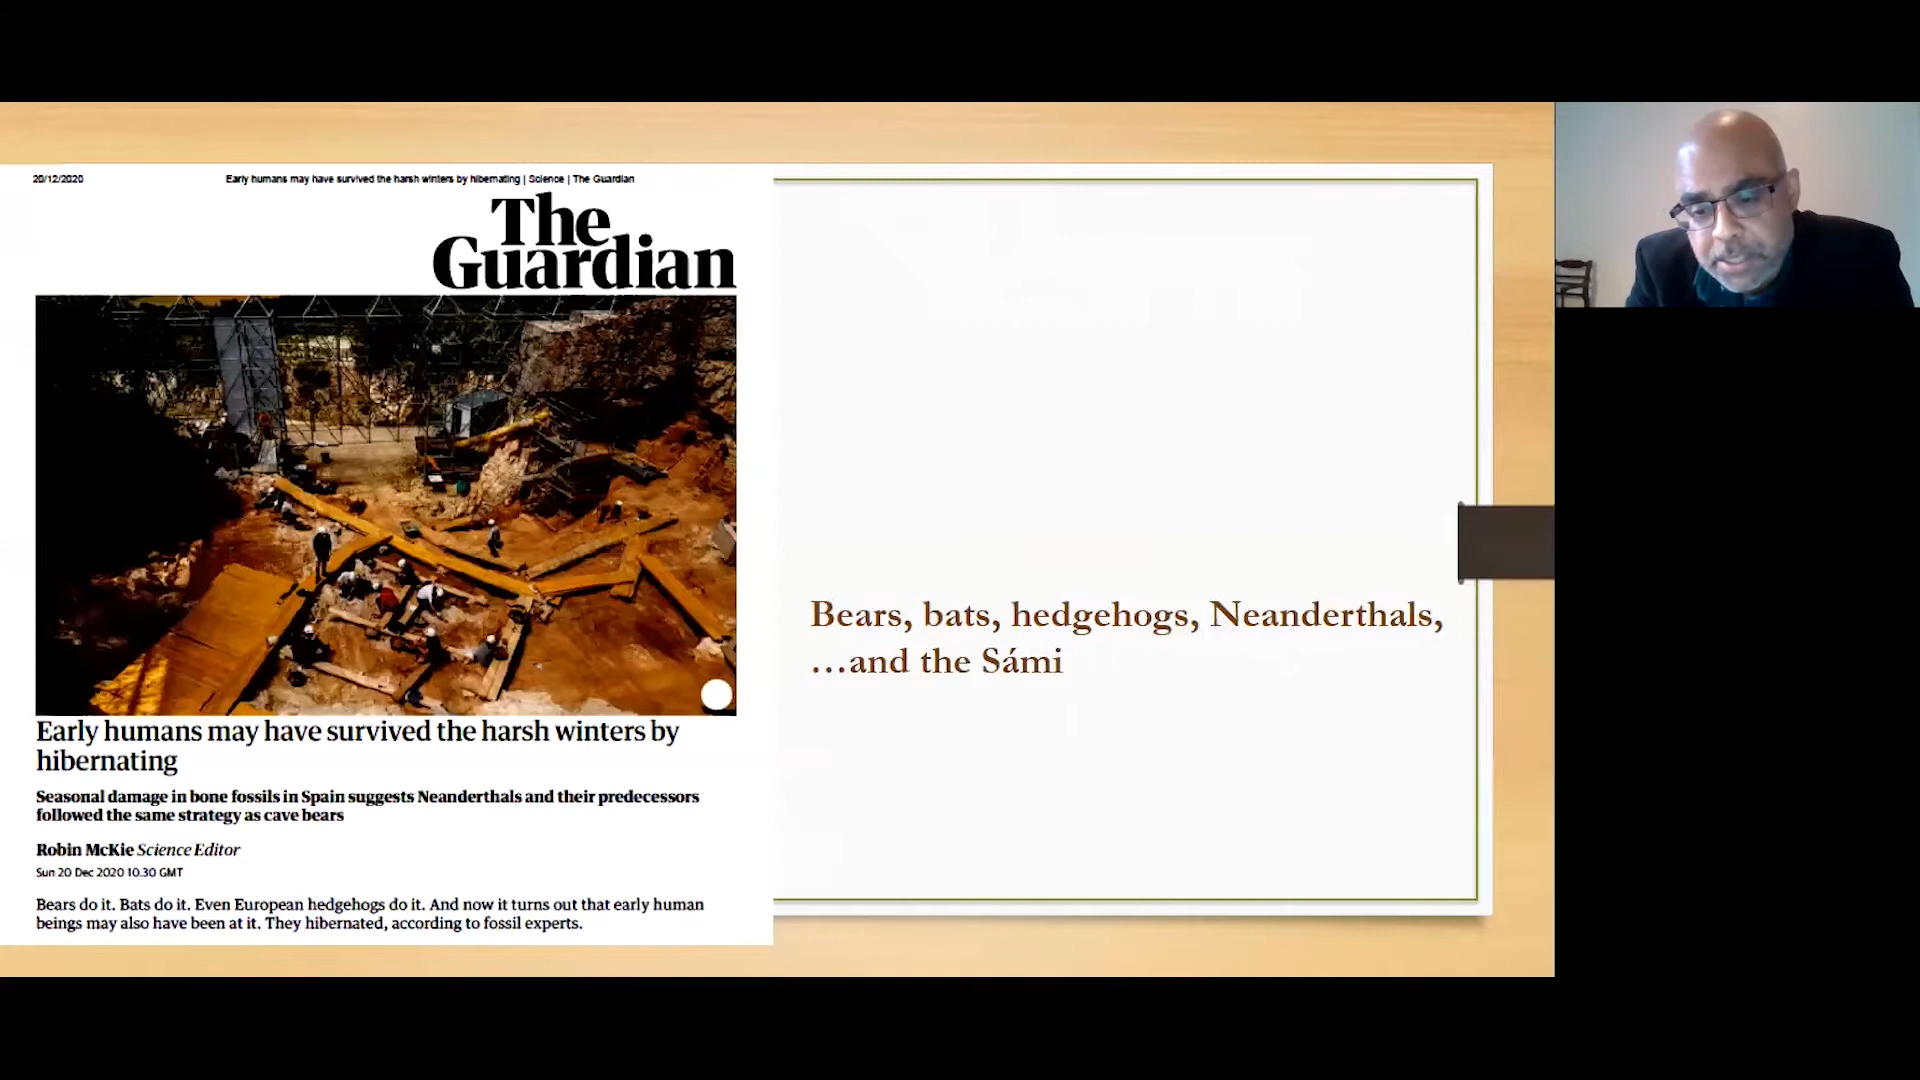 20/12/2020 Early humans may have survived the harsh winters by hibernating | Science | The Guardian
The
Guardian
Early humans may have survived the harsh winters by
hibernating
Seasonal damage in bone fossils in Spain suggests Neanderthals and their predecessors
followed the same strategy as cave bears
Robin McKie Science Editor
Sun 20 Dec 2020 10.30 GMT
Bears do it. Bats do it. Even European hedgehogs do it. And now it turns out that early human
beings may also have been at it. They hibernated, according to fossil experts.
Bears, bats, hedgehogs, Neanderthals,
…and the Sámi